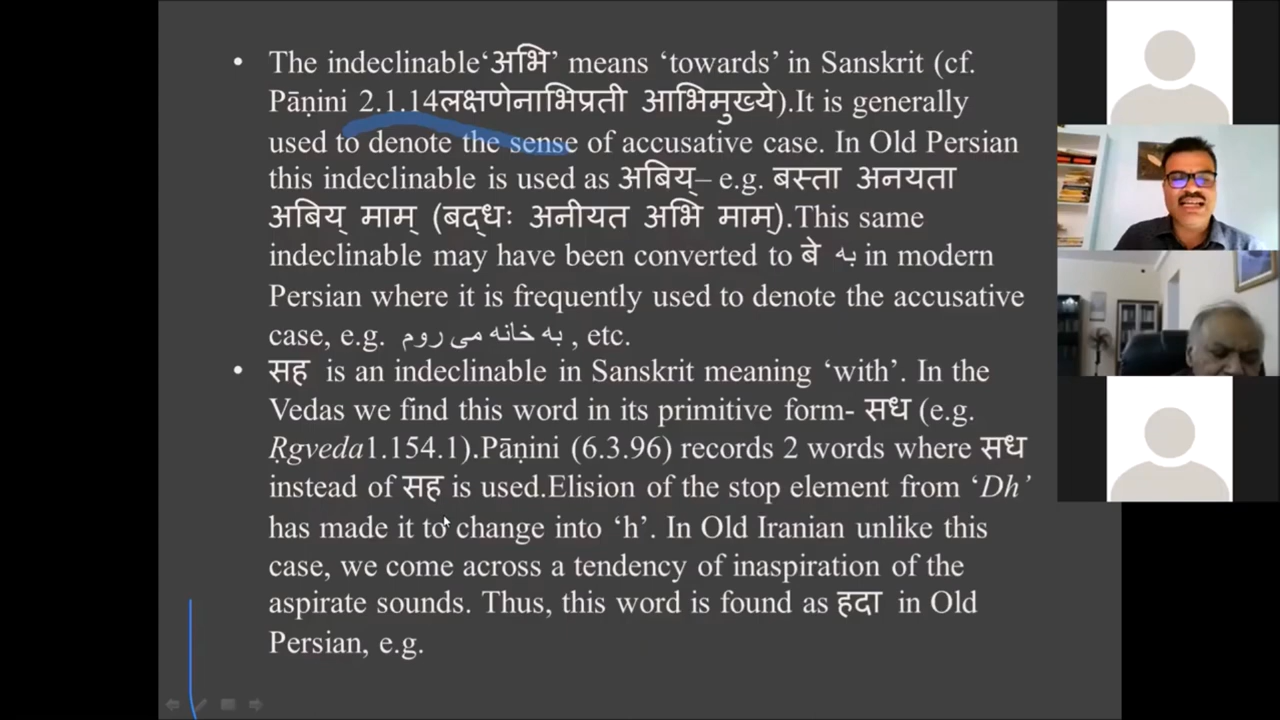 • The indeclinable‘अभि’ means ‘towards’ in Sanskrit (cf.
Pāṇini 2.1.14लक्षणेनाभिप्रती आभिमुख्ये).It is generally
used to denote the sense of accusative case. In Old Persian
this indeclinable is used as अबिय्– e.g. बस्ता अनयता
अबिय् माम् (बद्धः अनीयत अभि माम्).This same
indeclinable may have been converted to बे به in modern
Persian where it is frequently used to denote the accusative
case, e.g. به خانه می روم , etc.
• सह is an indeclinable in Sanskrit meaning ‘with’. In the
Vedas we find this word in its primitive form- सध (e.g.
Ṛgveda1.154.1).Pāṇini (6.3.96) records 2 words where सध
instead of सह is used.Elision of the stop element from ‘Dh’
has made it to change into ‘h’. In Old Iranian unlike this
case, we come across a tendency of inaspiration of the
aspirate sounds. Thus, this word is found as हदा in Old
Persian, e.g.